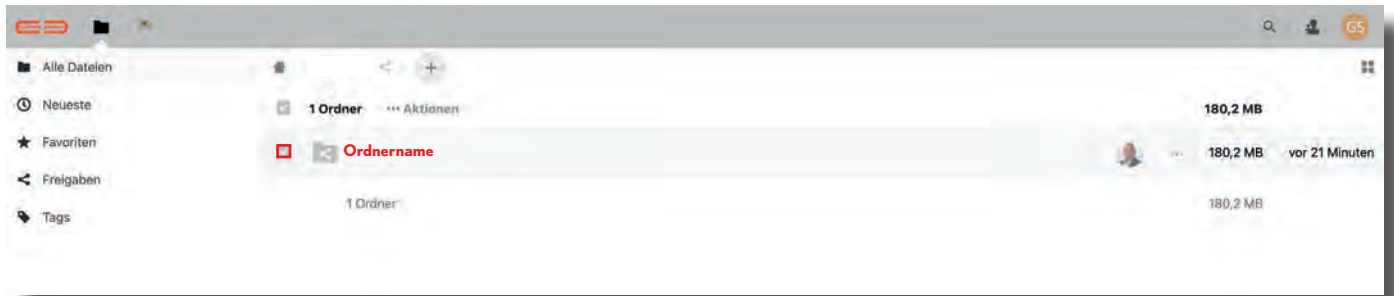 GS
Alle Dateien
Neueste
1 Ordner ··· Aktionen 180,2 MB
Favoriten
Ordnername ··· 180,2 MB vor 21 Minuten
Freigaben
1 Ordner 180,2 MB
Tags